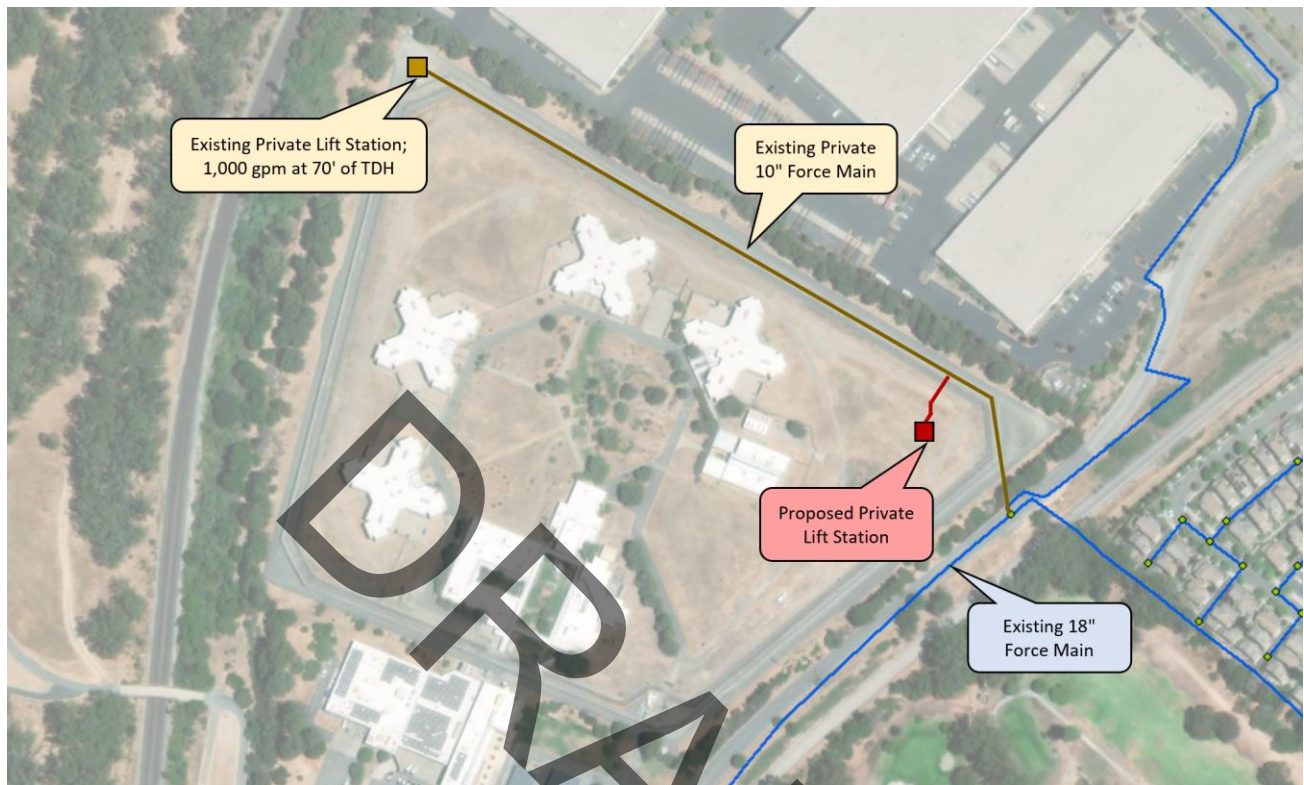 Existing Private Lift Station;
1,000 gpm at 70' of TDH
Existing Private
10" Force Main
Proposed Private
Lift Station
Existing 18"
Force Main
DRA